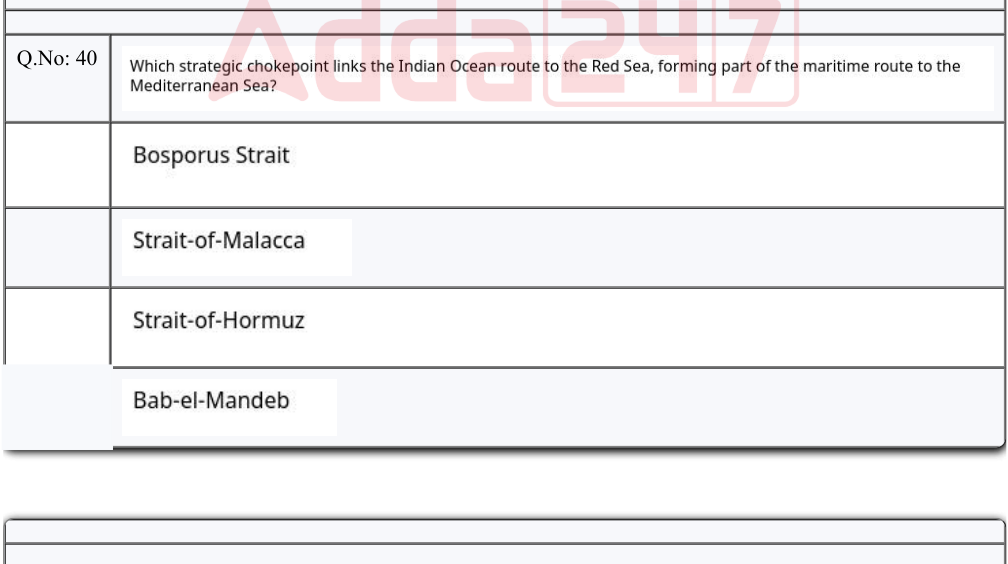 Adda247
Q.No: 40
Which strategic chokepoint links the Indian Ocean route to the Red Sea, forming part of the maritime route to the
Mediterranean Sea?
Bosporus Strait
Strait-of-Malacca
Strait-of-Hormuz
Bab-el-Mandeb